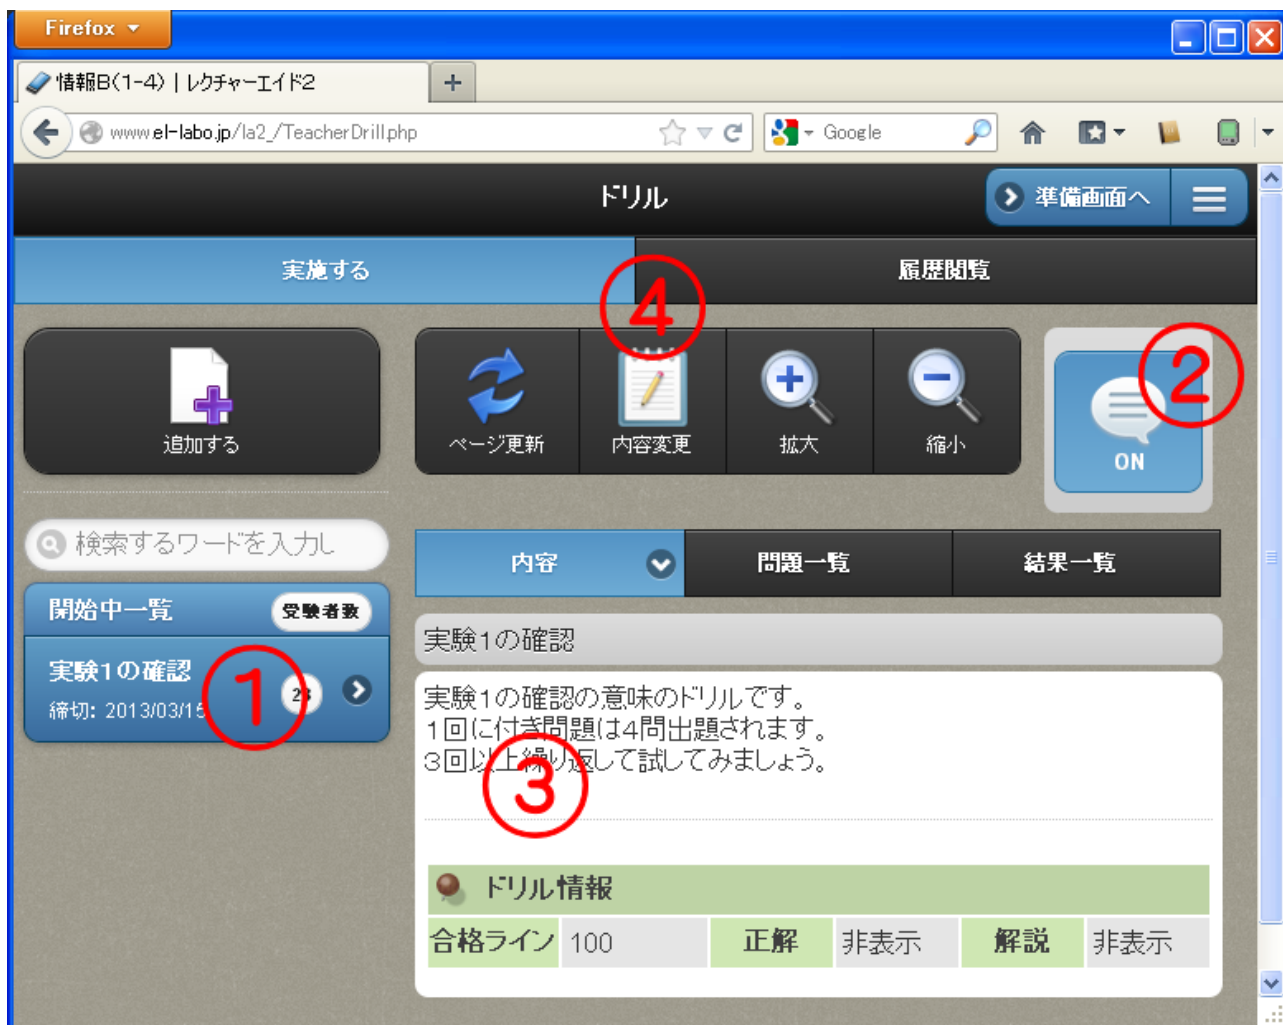 Firefox
情報B(1-4) | レクチャーエイド2
www.el-labo.jp/la2_/TeacherDrill.php
Google
ドリル
準備画面へ
実施する
履歴閲覧
④
②
追加する
ページ更新
内容変更
拡大
縮小
ON
検索するワードを入力し
内容
問題一覧
結果一覧
開始中一覧
受験者数
実験1の確認
実験1の確認
①
締切: 2013/03/15
実験1の確認の意味のドリルです。
1回に付き問題は4問出題されます。
3回以上繰り返して試してみましょう。
③
ドリル情報
合格ライン 100 正解 非表示 解説 非表示